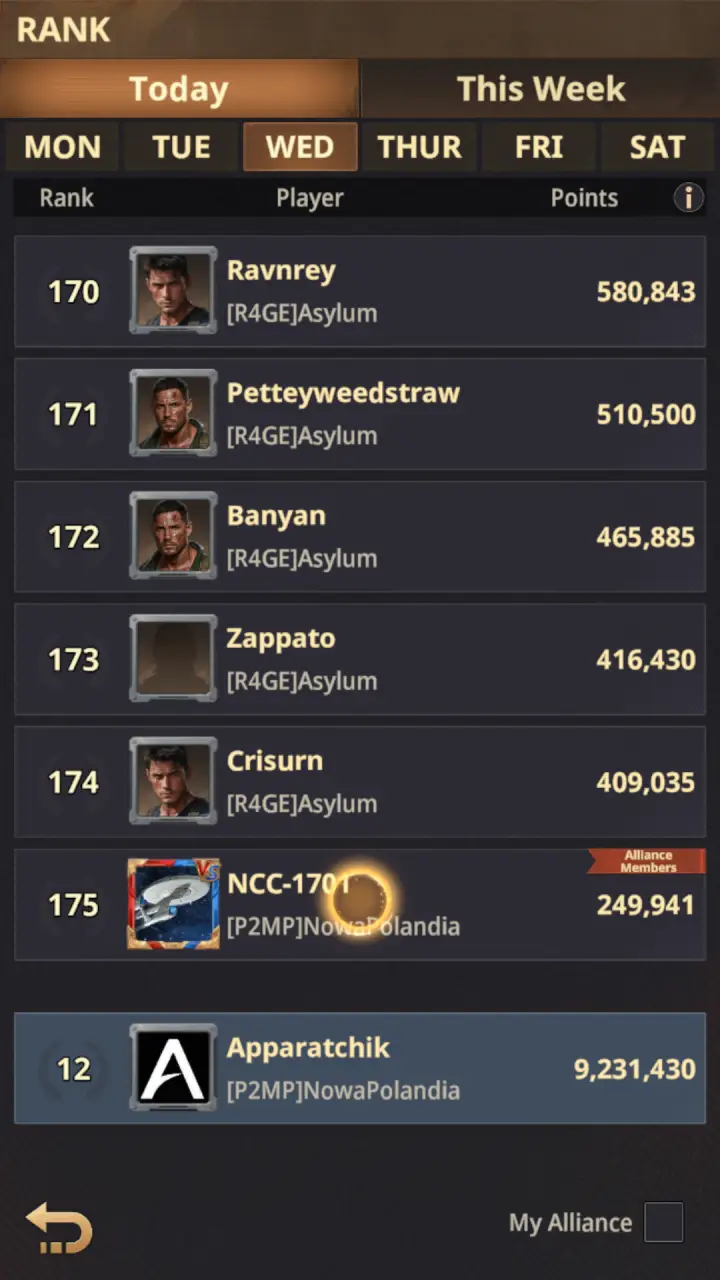 RANK
Today This Week
MON TUE WED THUR FRI SAT
Rank Player Points i
170 Ravnrey 580,843
[R4GE]Asylum
171 Petteyweedstraw 510,500
[R4GE]Asylum
172 Banyan 465,885
[R4GE]Asylum
173 Zappato 416,430
[R4GE]Asylum
174 Crisurn 409,035
[R4GE]Asylum
Alliance
Members
VS
175 NCC-1701 249,941
[P2MP]NowaPolandia
12 Apparatchik 9,231,430
[P2MP]NowaPolandia
My Alliance